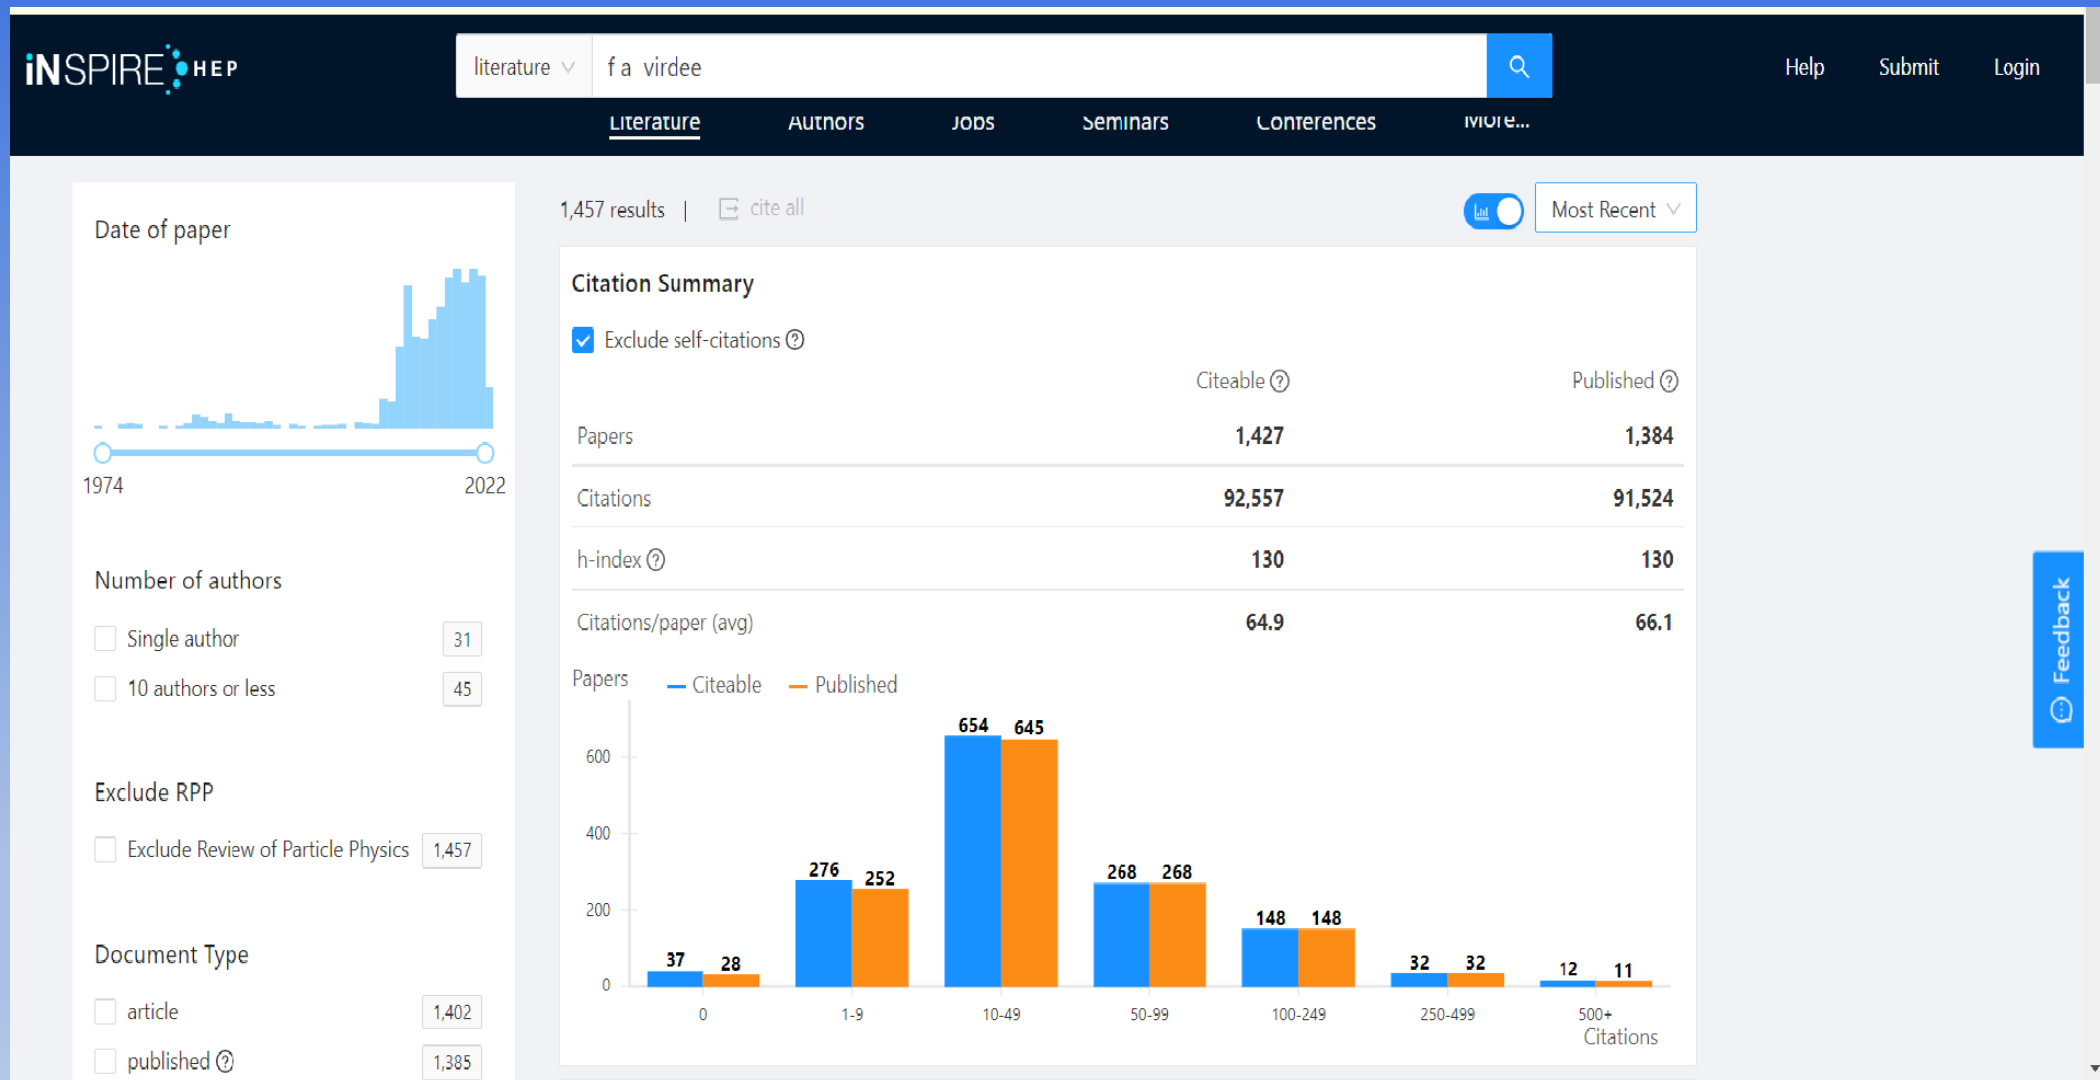 iNSPIRE HEP
literature
f a virdee
Help
Submit
Login
Literature
Authors
Jobs
Seminars
Conferences
More...
Date of paper
1974
2022
Number of authors
Single author
31
10 authors or less
45
Exclude RPP
Exclude Review of Particle Physics
1,457
Document Type
article
1,402
published
1,385
1,457 results |
cite all
Most Recent
Citation Summary
Exclude self-citations
Citeable
Published
Papers 1,427 1,384
Citations 92,557 91,524
h-index 130 130
Citations/paper (avg) 64.9 66.1
Papers
Citeable
Published
600
400
200
0
37 28
276 252
654 645
268 268
148 148
32 32
12 11
0 1-9 10-49 50-99 100-249 250-499 500+
Citations
Feedback